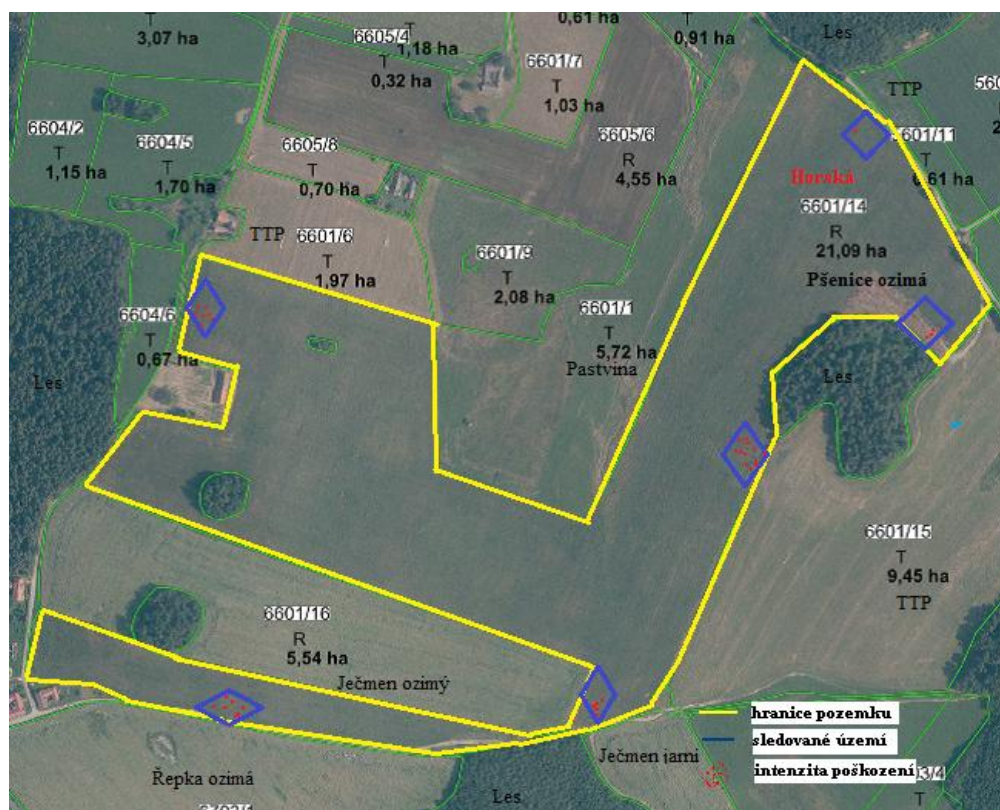 T
3,07 ha
6605/4
T
1,18 ha
T
0,32 ha
0,61 ha
6601/7
T
1,03 ha
T
0,91 ha
Les
TTP
6604/2
T
1,15 ha
6604/5
T
1,70 ha
6605/8
T
0,70 ha
6605/6
R
4,55 ha
5601/11
T
0,61 ha
Horská
6601/14
R
21,09 ha
Pšenice ozimá
TTP
6601/6
T
1,97 ha
6601/9
T
2,08 ha
6601/1
T
5,72 ha
Pastvina
6604/6
T
0,67 ha
Les
Les
6601/15
T
9,45 ha
TTP
6601/16
R
5,54 ha
Ječmen ozimý
hranice pozemku
sledované území
intenzita poškození
Ječmen jarní
Řepka ozimá
Les
T